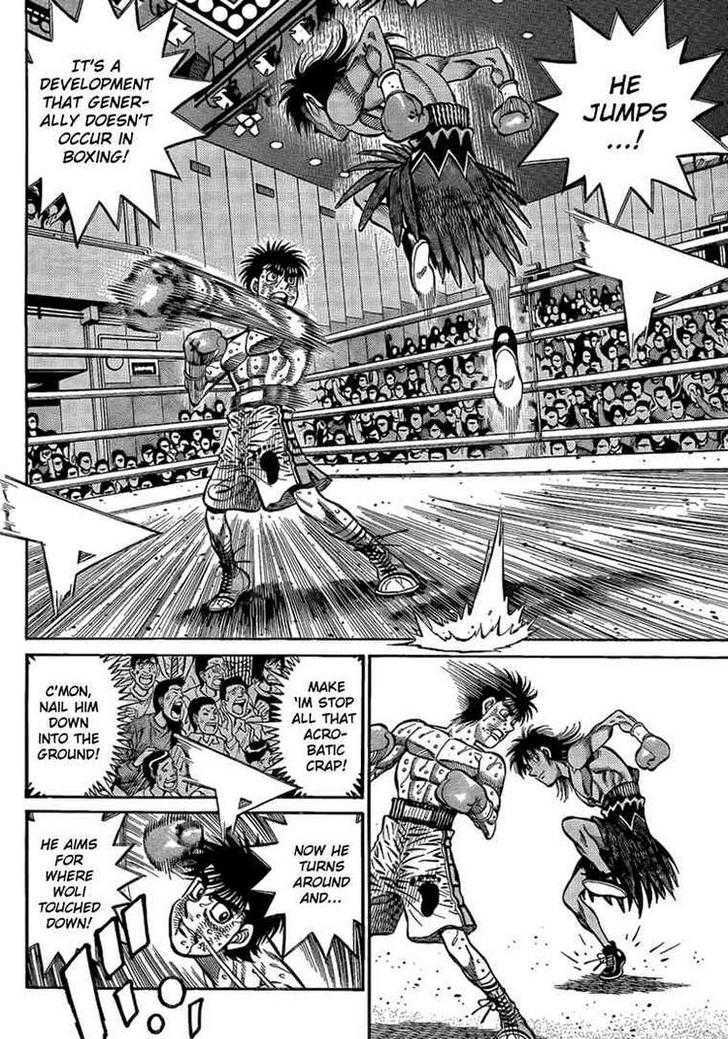 HE
JUMPS
...!
IT'S A
DEVELOPMENT
THAT GENER-
ALLY DOESN'T
OCCUR IN
BOXING!
MAKE
'IM STOP
ALL THAT
ACRO-
BATIC
CRAP!
C'MON,
NAIL HIM
DOWN
INTO THE
GROUND!
NOW HE
TURNS
AROUND
AND...
HE AIMS
FOR
WHERE
WOLI
TOUCHED
DOWN!